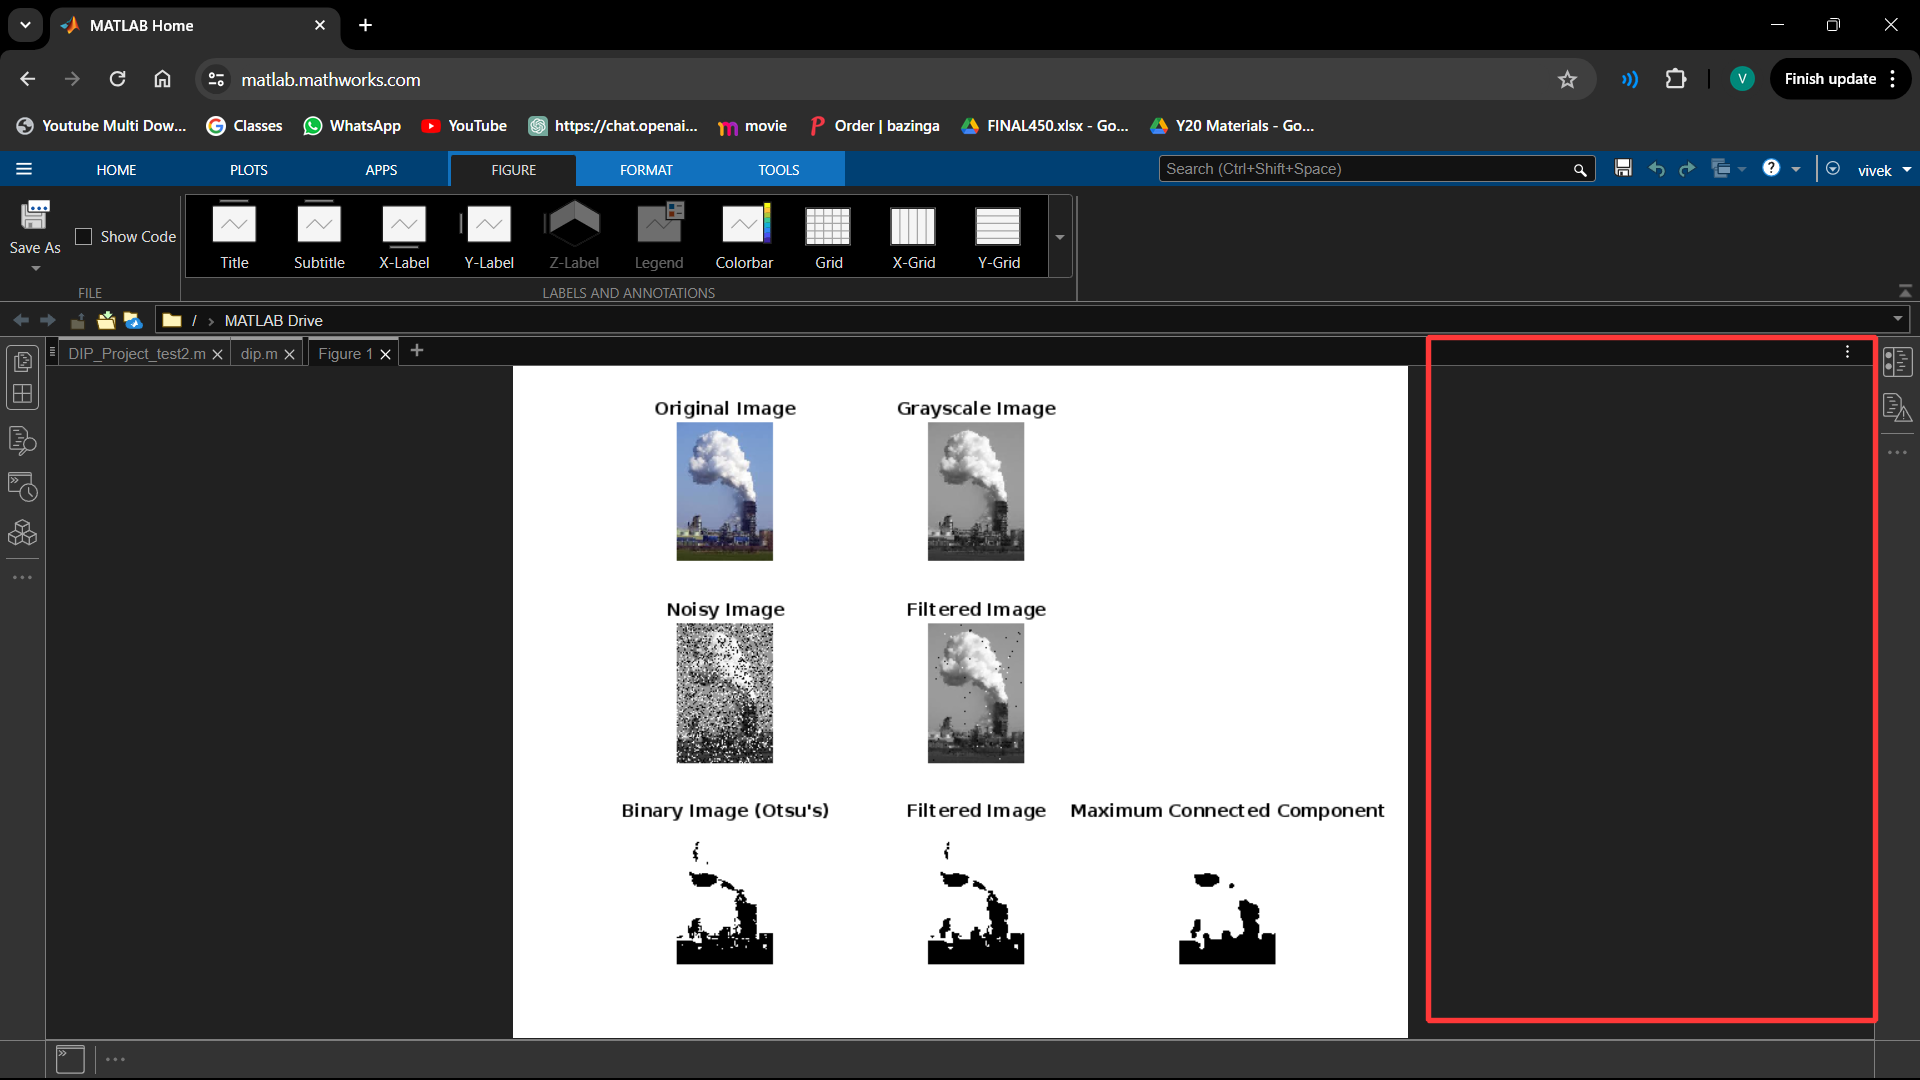 MATLAB Home
matlab.mathworks.com
V
Finish update
Youtube Multi Dow...
Classes
WhatsApp
YouTube
https://chat.openai...
movie
Order | bazinga
FINAL450.xlsx - Go...
Y20 Materials - Go...
HOME
PLOTS
APPS
FIGURE
FORMAT
TOOLS
Search (Ctrl+Shift+Space)
vivek
Save As
Show Code
Title
Subtitle
X-Label
Y-Label
Z-Label
Legend
Colorbar
Grid
X-Grid
Y-Grid
FILE
LABELS AND ANNOTATIONS
/ › MATLAB Drive
DIP_Project_test2.m
dip.m
Figure 1
Original Image
Grayscale Image
Noisy Image
Filtered Image
Binary Image (Otsu's)
Filtered Image
Maximum Connected Component